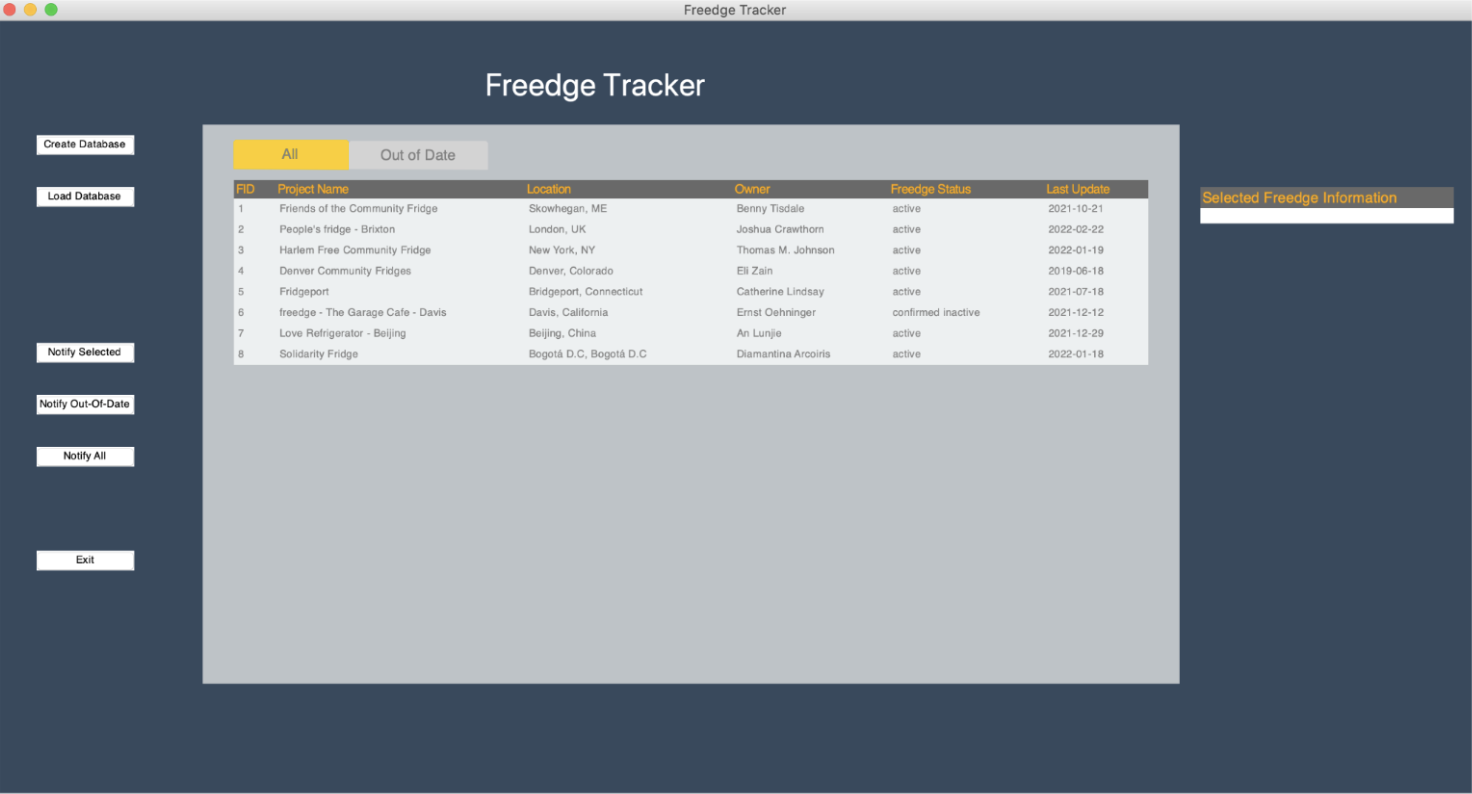 Freedge Tracker
Freedge Tracker
Create Database
Load Database
Notify Selected
Notify Out-Of-Date
Notify All
Exit
All Out of Date
FID Project Name Location Owner Freedge Status Last Update
1 Friends of the Community Fridge Skowhegan, ME Benny Tisdale active 2021-10-21
2 People's fridge - Brixton London, UK Joshua Crawthorn active 2022-02-22
3 Harlem Free Community Fridge New York, NY Thomas M. Johnson active 2022-01-19
4 Denver Community Fridges Denver, Colorado Eli Zain active 2019-06-18
5 Fridgeport Bridgeport, Connecticut Catherine Lindsay active 2021-07-18
6 freedge - The Garage Cafe - Davis Davis, California Ernst Oehninger confirmed inactive 2021-12-12
7 Love Refrigerator - Beijing Beijing, China An Lunjie active 2021-12-29
8 Solidarity Fridge Bogotá D.C, Bogotá D.C Diamantina Arcoiris active 2022-01-18
Selected Freedge Information